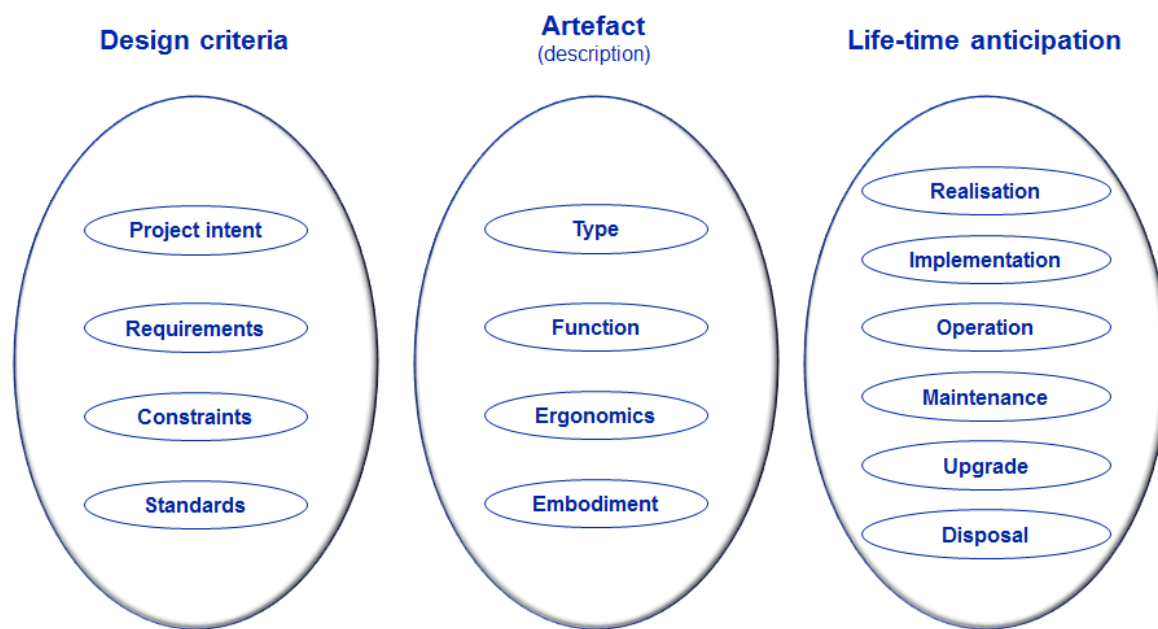 Design criteria
Project intent
Requirements
Constraints
Standards
Artefact
(description)
Type
Function
Ergonomics
Embodiment
Life-time anticipation
Realisation
Implementation
Operation
Maintenance
Upgrade
Disposal